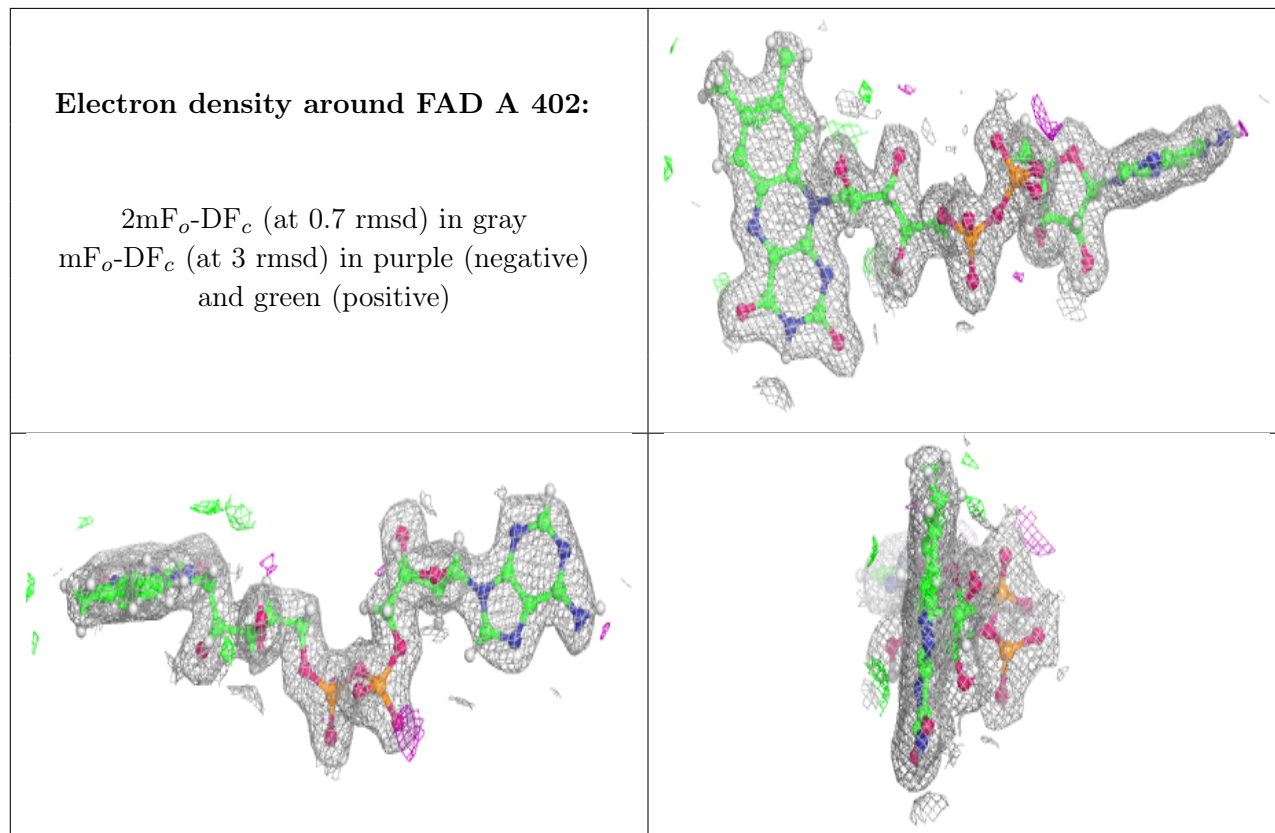 Electron density around FAD A 402:
2mFo-DFc (at 0.7 rmsd) in gray
mFo-DFc (at 3 rmsd) in purple (negative)
and green (positive)